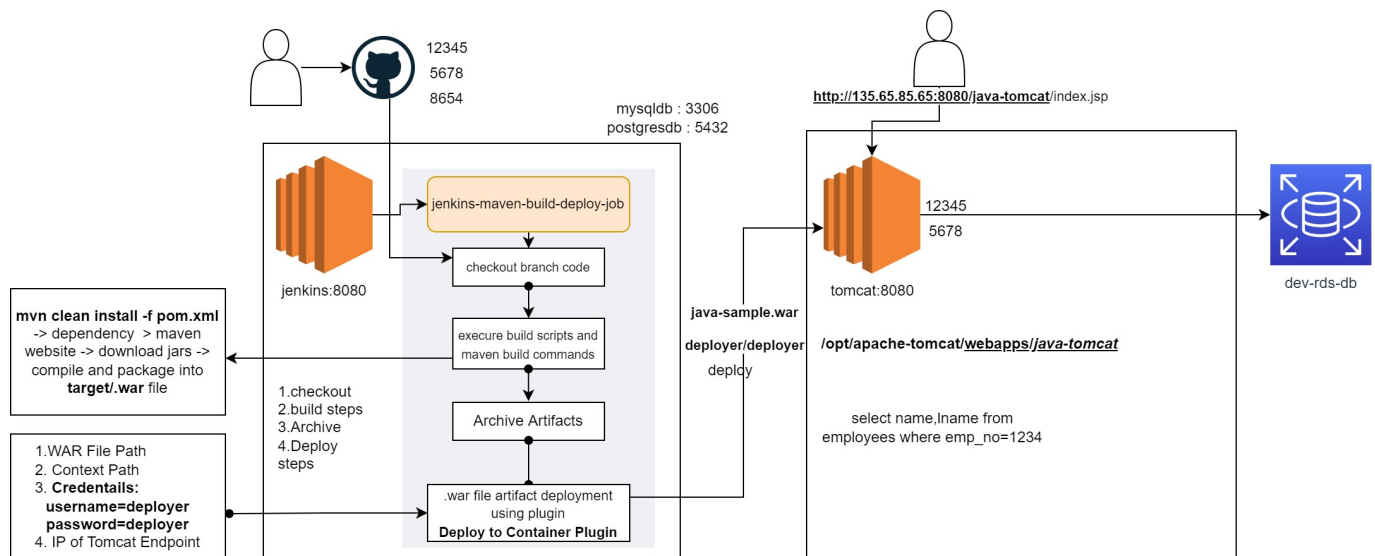 12345
5678
8654
mysqldb : 3306
postgresdb : 5432
http://135.65.85.65:8080/java-tomcat/index.jsp
jenkins-maven-build-deploy-job
checkout branch code
jenkins:8080
execure build scripts and
maven build commands
Archive Artifacts
.war file artifact deployment
using plugin
Deploy to Container Plugin
mvn clean install -f pom.xml
-> dependency > maven
website -> download jars ->
compile and package into
target/.war file
1.checkout
2.build steps
3.Archive
4.Deploy
steps
1.WAR File Path
2. Context Path
3. Credentails:
username=deployer
password=deployer
4. IP of Tomcat Endpoint
java-sample.war
deployer/deployer
deploy
12345
5678
tomcat:8080
/opt/apache-tomcat/webapps/java-tomcat
select name,lname from
employees where emp_no=1234
dev-rds-db